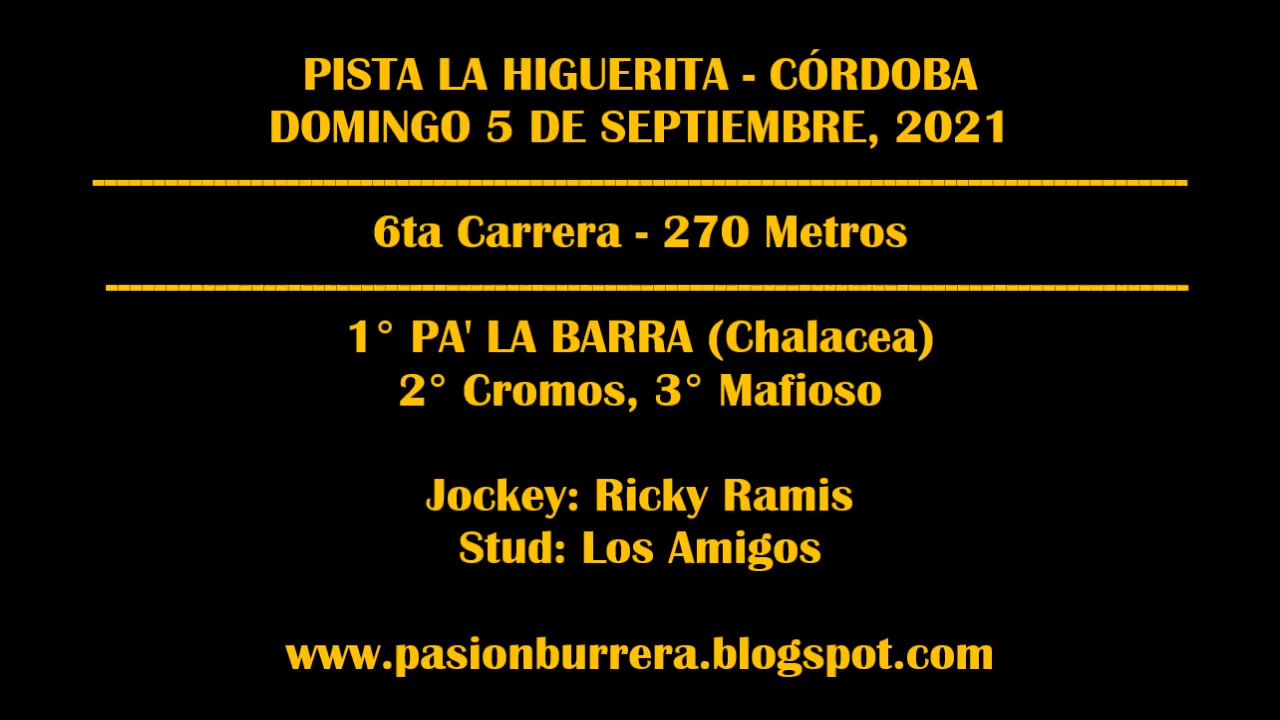 PISTA LA HIGUERITA - CÓRDOBA
DOMINGO 5 DE SEPTIEMBRE, 2021
6ta Carrera - 270 Metros
1° PA' LA BARRA (Chalacea)
2° Cromos, 3° Mafioso
Jockey: Ricky Ramis
Stud: Los Amigos
www.pasionburrera.blogspot.com